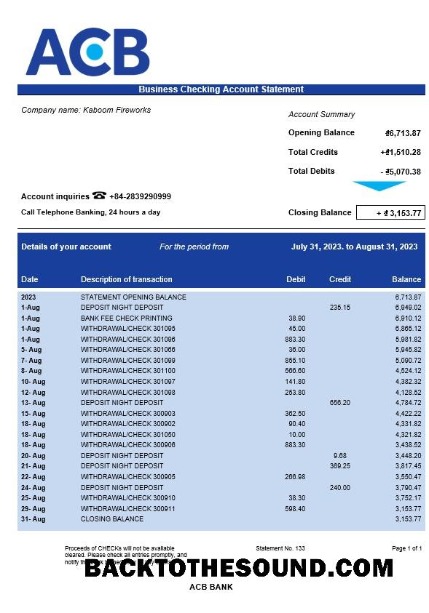 ACB
Business Checking Account Statement
Company name: Kaboom Fireworks
Account Summary
Opening Balance ₫6,713.87
Total Credits +₫1,510.28
Total Debits - ₫5,070.38
Account inquiries ☎ +84-2839290999
Call Telephone Banking, 24 hours a day
Closing Balance + ₫ 3,153.77
Details of your account For the period from July 31, 2023. to August 31, 2023
Date Description of transaction Debit Credit Balance
2023 STATEMENT OPENING BALANCE 6,713.87
1-Aug DEPOSIT NIGHT DEPOSIT 235.15 6,949.02
1-Aug BANK FEE CHECK PRINTING 38.90 6,910.12
1-Aug WITHDRAWAL/CHECK 301095 45.00 6,865.12
1-Aug WITHDRAWAL/CHECK 301096 883.30 5,981.82
5- Aug WITHDRAWAL/CHECK 301066 36.00 5,945.82
7- Aug WITHDRAWAL/CHECK 301099 855.10 5,090.72
8- Aug WITHDRAWAL/CHECK 301100 566.60 4,524.12
10- Aug WITHDRAWAL/CHECK 301097 141.80 4,382.32
12- Aug WITHDRAWAL/CHECK 301098 253.80 4,128.52
13- Aug DEPOSIT NIGHT DEPOSIT 656.20 4,784.72
15- Aug WITHDRAWAL/CHECK 300903 362.50 4,422.22
18- Aug WITHDRAWAL/CHECK 300902 90.40 4,331.82
18- Aug WITHDRAWAL/CHECK 301050 10.00 4,321.82
18- Aug WITHDRAWAL/CHECK 300906 883.30 3,438.52
20- Aug DEPOSIT NIGHT DEPOSIT 9.68 3,448.20
21- Aug DEPOSIT NIGHT DEPOSIT 369.25 3,817.45
22- Aug WITHDRAWAL/CHECK 300905 266.98 3,550.47
24- Aug DEPOSIT NIGHT DEPOSIT 240.00 3,790.47
25- Aug WITHDRAWAL/CHECK 300910 38.30 3,752.17
29- Aug WITHDRAWAL/CHECK 300911 598.40 3,153.77
31- Aug CLOSING BALANCE 3,153.77
Proceeds of CHECKs will not be available Statement No. 133 Page 1 of 1
cleared. Please check all entries promptly, and
notify
BACKTOTHESOUND.COM
ACB BANK